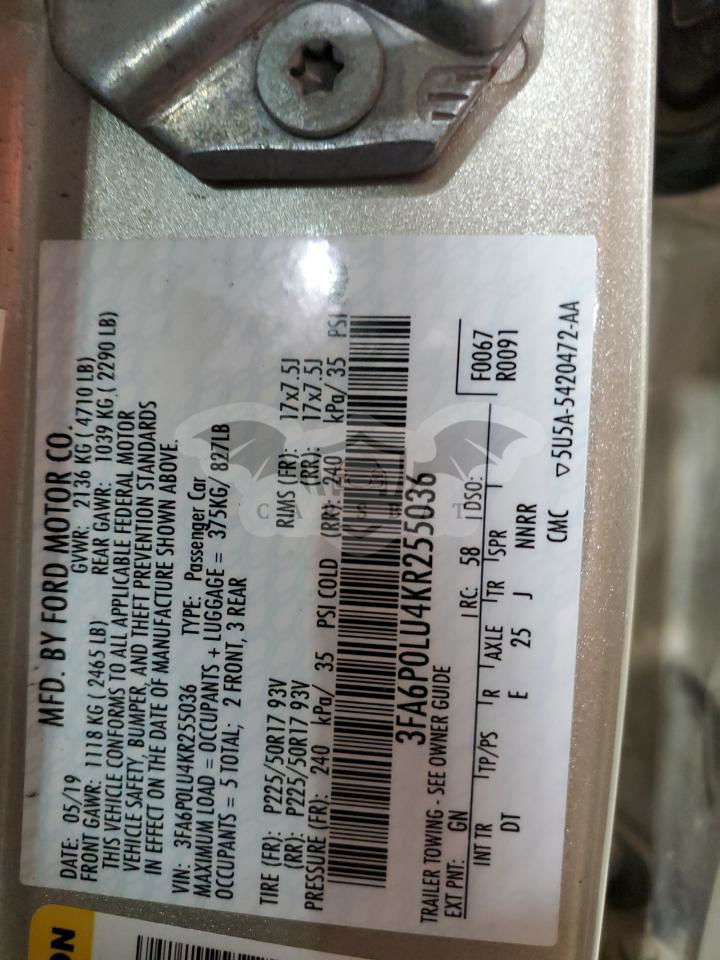 MFD. BY FORD MOTOR CO.
DATE: 05/19 GVWR: 2136 KG ( 4710 LB)
FRONT GAWR: 1118 KG ( 2465 LB) REAR GAWR: 1039 KG ( 2290 LB)
THIS VEHICLE CONFORMS TO ALL APPLICABLE FEDERAL MOTOR
VEHICLE SAFETY, BUMPER, AND THEFT PREVENTION STANDARDS
IN EFFECT ON THE DATE OF MANUFACTURE SHOWN ABOVE.
VIN: 3FA6P0LU4KR255036 TYPE: Passenger Car
MAXIMUM LOAD = OCCUPANTS + LUGGAGE = 375KG/ 827LB
OCCUPANTS = 5 TOTAL; 2 FRONT, 3 REAR
TIRE (FR): P225/50R17 93V RIMS (FR): 17x7.5J
(RR): P225/50R17 93V (RR): 17x7.5J
PRESSURE (FR): 240 kPa/ 35 PSI COLD (RR): 240 kPa/ 35 PSI
3FA6P0LU4KR255036
TRAILER TOWING - SEE OWNER GUIDE
EXT PNT: GN RC: 58 DSO: F0067
R0091
INT TR TP/PS R AXLE TR SPR
DT E 25 J NNRR
CMC ▽5U5A-5420472-AA
ON